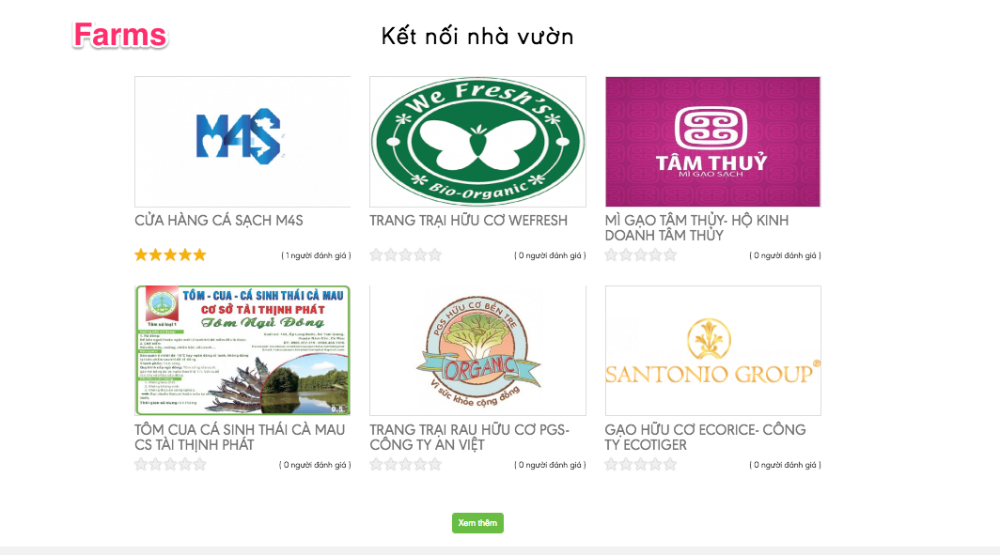 Farms
Kết nối nhà vườn
M4S
We Fresh's
Bio-Organic
TÂM THUỶ
MÌ GẠO SẠCH
CỬA HÀNG CÁ SẠCH M4S
TRANG TRẠI HỮU CƠ WEFRESH
MÌ GẠO TÂM THỦY- HỘ KINH
DOANH TÂM THỦY
( 1 người đánh giá )
( 0 người đánh giá )
( 0 người đánh giá )
TÔM - CUA - CÁ SINH THÁI CÀ MAU
CƠ SỞ TÀI THỊNH PHÁT
Tôm Ngủ Đông
Tôm sú loại 1
0.5
PGS HỮU CƠ BẾN TRE
ORGANIC
Vì sức khỏe cộng đồng
SANTONIO GROUP®
TÔM CUA CÁ SINH THÁI CÀ MAU
CS TÀI THỊNH PHÁT
TRANG TRẠI RAU HỮU CƠ PGS-
CÔNG TY AN VIỆT
GẠO HỮU CƠ ECORICE- CÔNG
TY ECOTIGER
( 0 người đánh giá )
( 0 người đánh giá )
( 0 người đánh giá )
Xem thêm